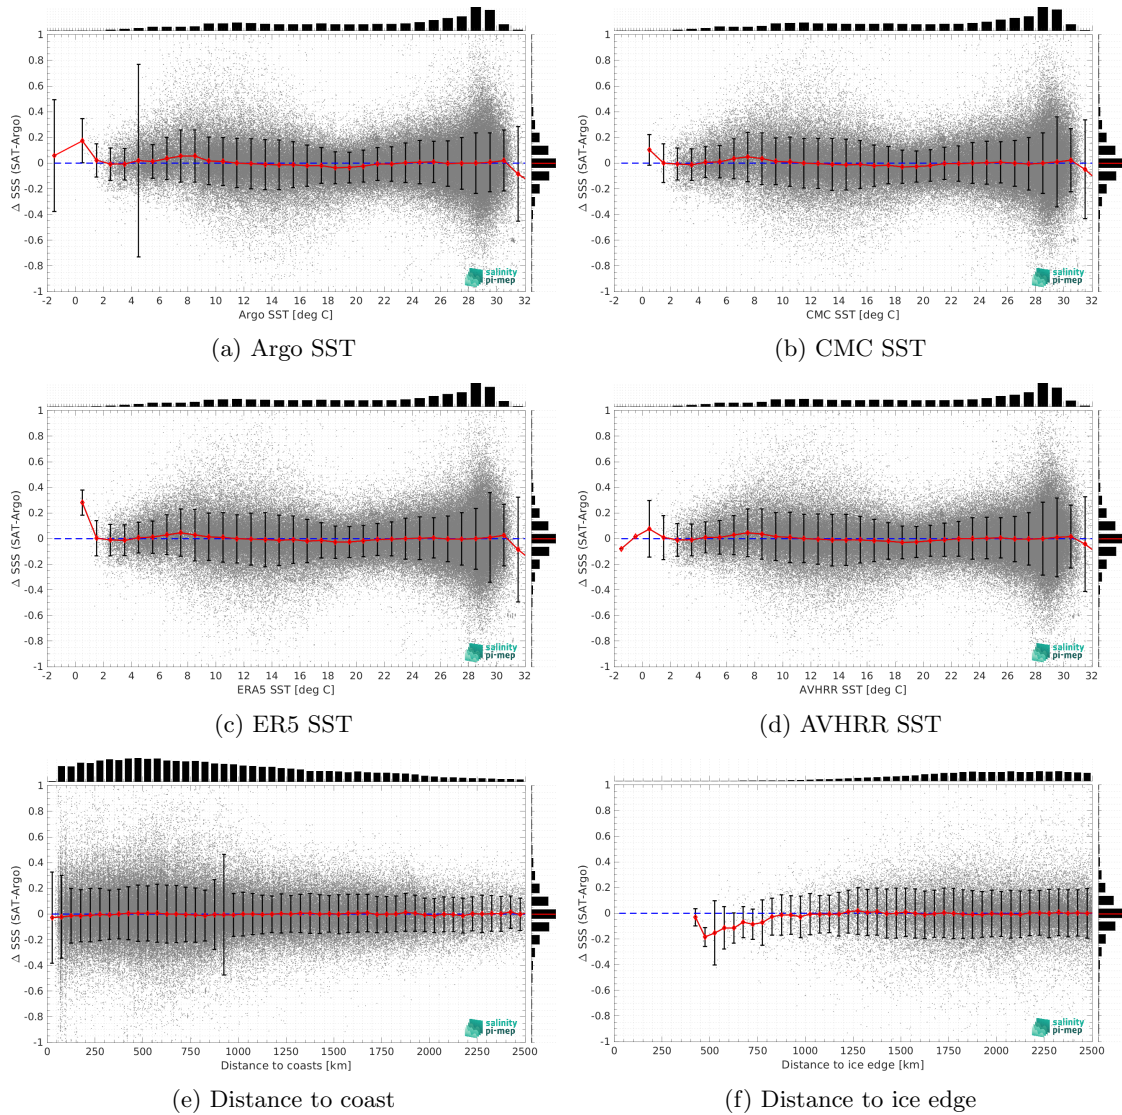 1
0.8
0.6
0.4
0.2
0
-0.2
-0.4
-0.6
-0.8
-1
Δ SSS (SAT-Argo)
salinity
pi-mep
-2 0 2 4 6 8 10 12 14 16 18 20 22 24 26 28 30 32
Argo SST [deg C]
(a) Argo SST
1
0.8
0.6
0.4
0.2
0
-0.2
-0.4
-0.6
-0.8
-1
Δ SSS (SAT-Argo)
salinity
pi-mep
-2 0 2 4 6 8 10 12 14 16 18 20 22 24 26 28 30 32
CMC SST [deg C]
(b) CMC SST
1
0.8
0.6
0.4
0.2
0
-0.2
-0.4
-0.6
-0.8
-1
Δ SSS (SAT-Argo)
salinity
pi-mep
-2 0 2 4 6 8 10 12 14 16 18 20 22 24 26 28 30 32
ERA5 SST [deg C]
(c) ER5 SST
1
0.8
0.6
0.4
0.2
0
-0.2
-0.4
-0.6
-0.8
-1
Δ SSS (SAT-Argo)
salinity
pi-mep
-2 0 2 4 6 8 10 12 14 16 18 20 22 24 26 28 30 32
AVHRR SST [deg C]
(d) AVHRR SST
1
0.8
0.6
0.4
0.2
0
-0.2
-0.4
-0.6
-0.8
-1
Δ SSS (SAT-Argo)
salinity
pi-mep
0 250 500 750 1000 1250 1500 1750 2000 2250 2500
Distance to coasts [km]
(e) Distance to coast
1
0.8
0.6
0.4
0.2
0
-0.2
-0.4
-0.6
-0.8
-1
Δ SSS (SAT-Argo)
salinity
pi-mep
0 250 500 750 1000 1250 1500 1750 2000 2250 2500
Distance to ice edge [km]
(f) Distance to ice edge